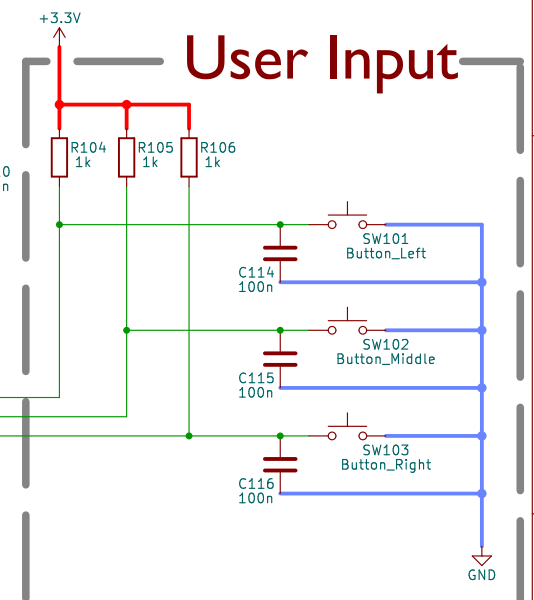 +3.3V
User Input
R104
1k
R105
1k
R106
1k
0
n
SW101
Button_Left
C114
100n
SW102
Button_Middle
C115
100n
SW103
Button_Right
C116
100n
GND